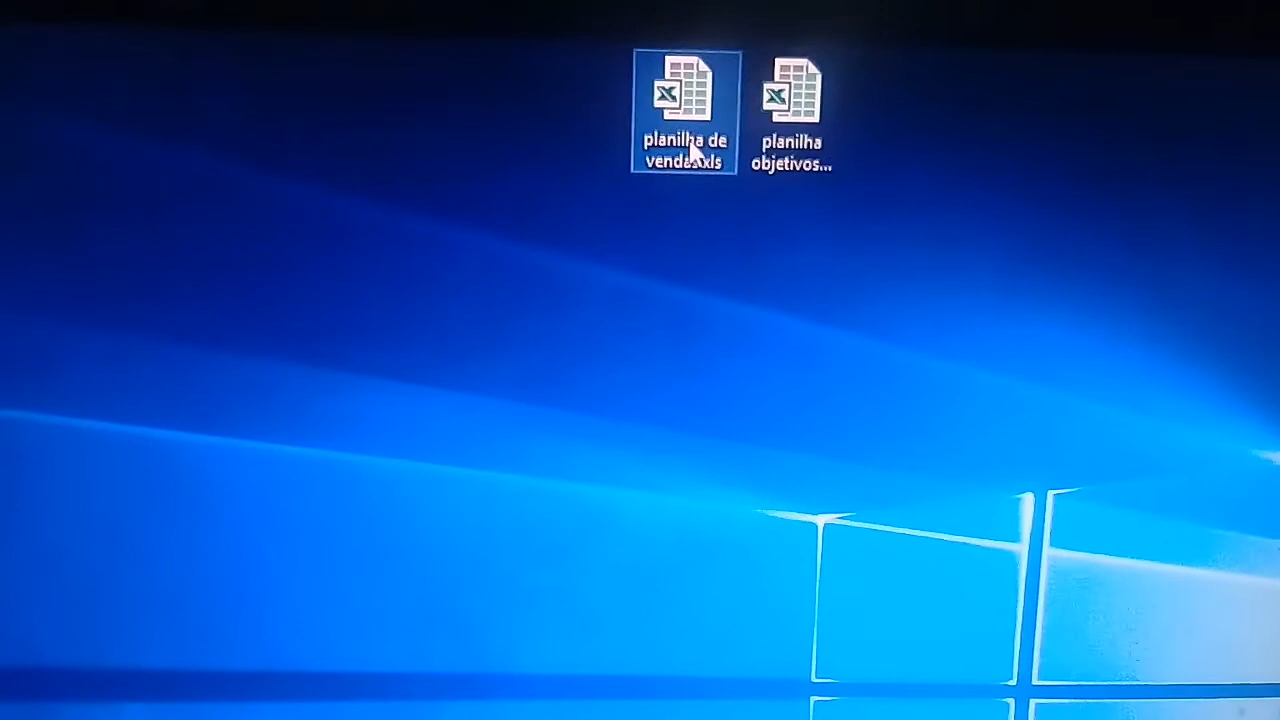 planilha de
vendas.xls
planilha
objetivos...